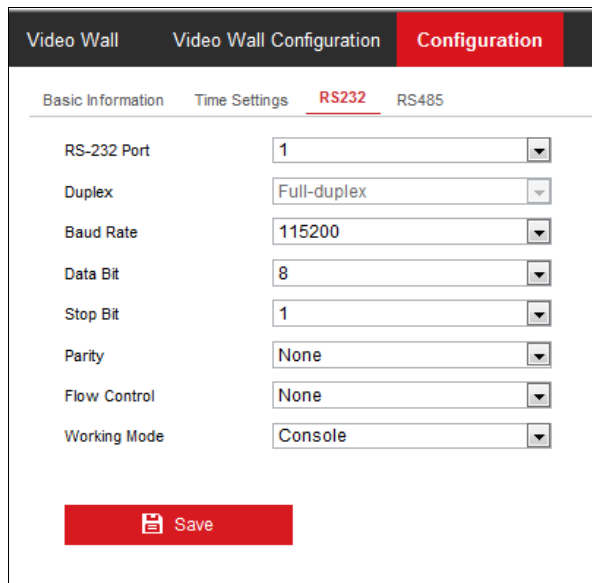 Video Wall Video Wall Configuration Configuration
Basic Information Time Settings RS232 RS485
RS-232 Port 1
Duplex Full-duplex
Baud Rate 115200
Data Bit 8
Stop Bit 1
Parity None
Flow Control None
Working Mode Console
Save